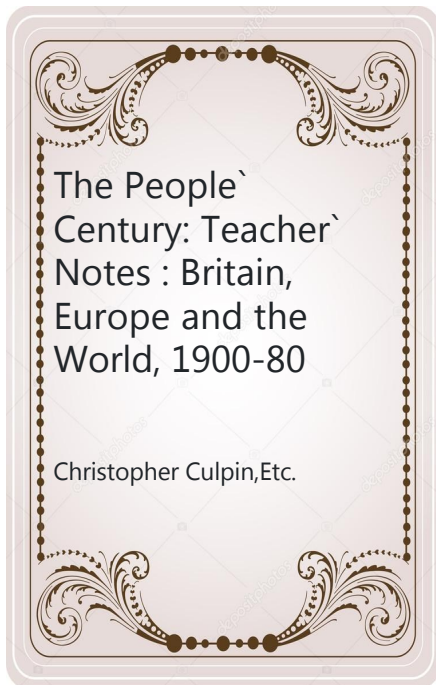 The People`
Century: Teacher`
Notes : Britain,
Europe and the
World, 1900-80
Christopher Culpin,Etc.